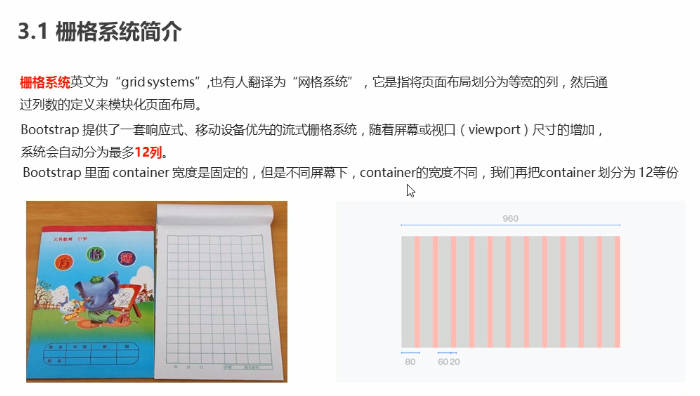 3.1 栅格系统简介
栅格系统英文为“grid systems”,也有人翻译为“网格系统”，它是指将页面布局划分为等宽的列，然后通
过列数的定义来模块化页面布局。
Bootstrap 提供了一套响应式、移动设备优先的流式栅格系统，随着屏幕或视口（viewport）尺寸的增加，
系统会自动分为最多12列。
Bootstrap 里面 container 宽度是固定的，但是不同屏幕下，container的宽度不同，我们再把container 划分为 12等份
方格
960
80
60 20